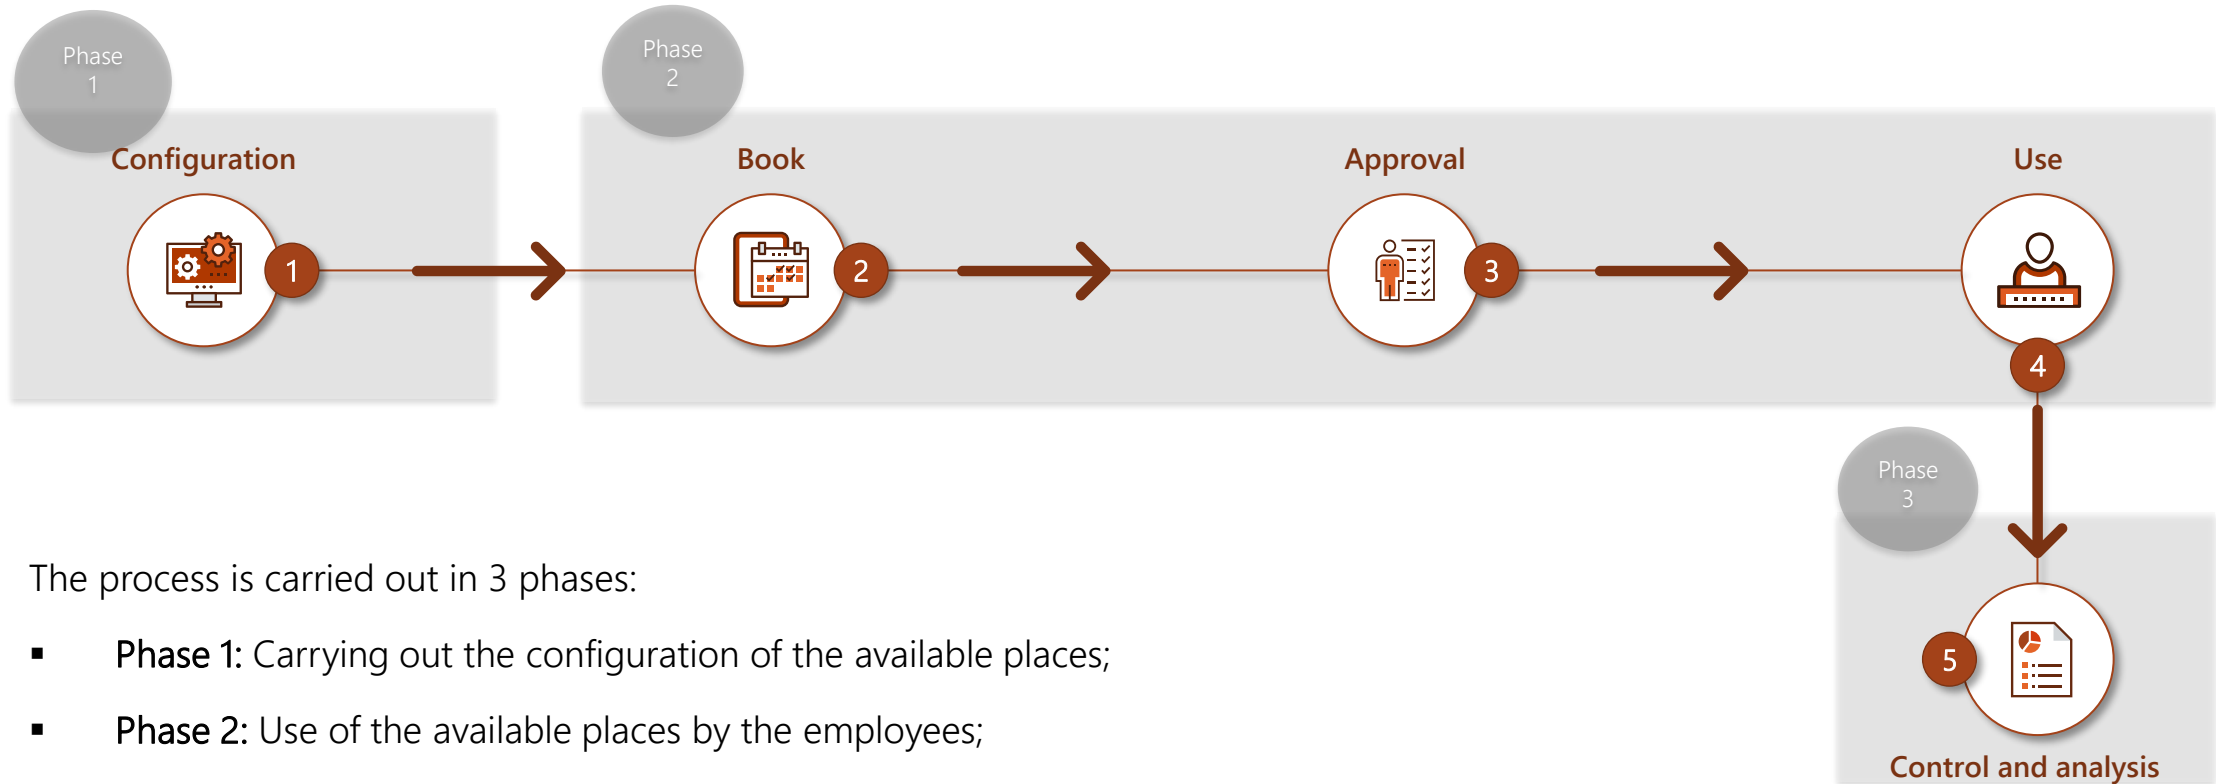 Phase
1
Phase
2
Configuration
Book
Approval
Use
1
2
3
4
Phase
3
The process is carried out in 3 phases:
▪ Phase 1: Carrying out the configuration of the available places;
▪ Phase 2: Use of the available places by the employees;
5
Control and analysis